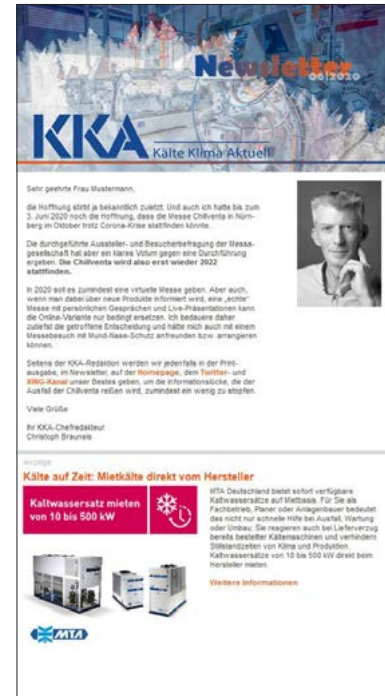 Newsletter
06|2020
KKA
Kälte Klima Aktuell
Sehr geehrte Frau Mustermann,
die Hoffnung stirbt ja bekanntlich zuletzt. Und auch ich hatte bis zum
3. Juni 2020 noch die Hoffnung, dass die Messe Chillventa in Nürn-
berg im Oktober trotz Corona-Krise stattfinden könnte.
Die durchgeführte Aussteller- und Besucherbefragung der Messe-
gesellschaft hat aber ein klares Votum gegen eine Durchführung
ergeben. Die Chillventa wird also erst wieder 2022
stattfinden.
In 2020 soll es zumindest eine virtuelle Messe geben. Aber auch,
wenn man dabei über neue Produkte informiert wird, eine „echte“
Messe mit persönlichen Gesprächen und Live-Präsentationen kann
die Online-Variante nur bedingt ersetzen. Ich bedauere daher
zutiefst die getroffene Entscheidung und hätte mich auch mit einem
Messebesuch mit Mund-Nase-Schutz anfreunden bzw. arrangieren
können.
Seitens der KKA-Redaktion werden wir jedenfalls in der Print-
ausgabe, im Newsletter, auf der Homepage, dem Twitter- und
XING-Kanal unser Bestes geben, um die Informationslücke, die der
Ausfall der Chillventa reißen wird, zumindest ein wenig zu stopfen.
Viele Grüße
Ihr KKA-Chefredakteur
Christoph Brauneis
Anzeige
Kälte auf Zeit: Mietkälte direkt vom Hersteller
Kaltwassersatz mieten
von 10 bis 500 kW
MTA Deutschland bietet sofort verfügbare
Kaltwassersätze auf Mietbasis. Für Sie als
Fachbetrieb, Planer oder Anlagenbauer bedeutet
das nicht nur schnelle Hilfe bei Ausfall, Wartung
oder Umbau; Sie reagieren auch bei Lieferverzug
bereits bestellter Kältemaschinen und verhindern
Stillstandzeiten von Klima und Produktion.
Kaltwassersätze von 10 bis 500 kW direkt beim
Hersteller mieten.
Weitere Informationen
MTA